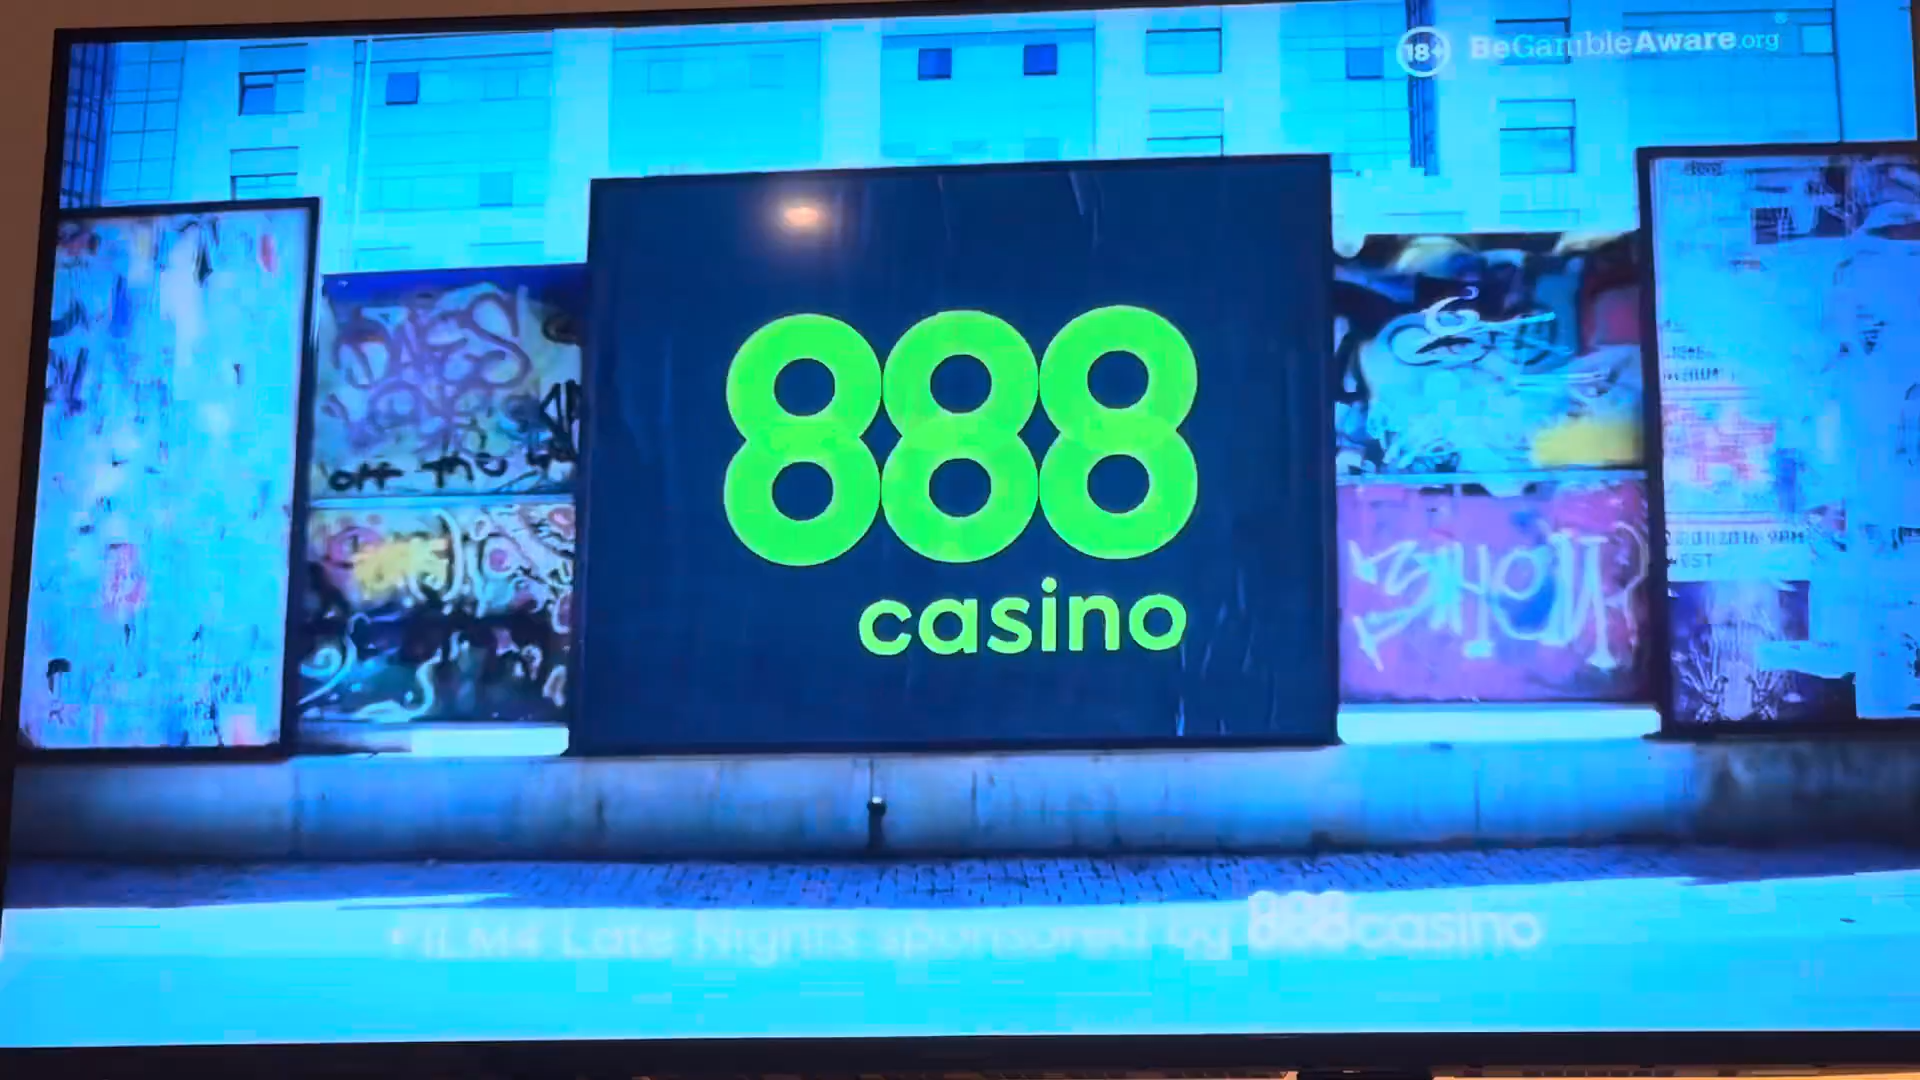 18+ BeGambleAware.org
888
casino
OFF THE
FILM4 Late Nights sponsored by 888casino